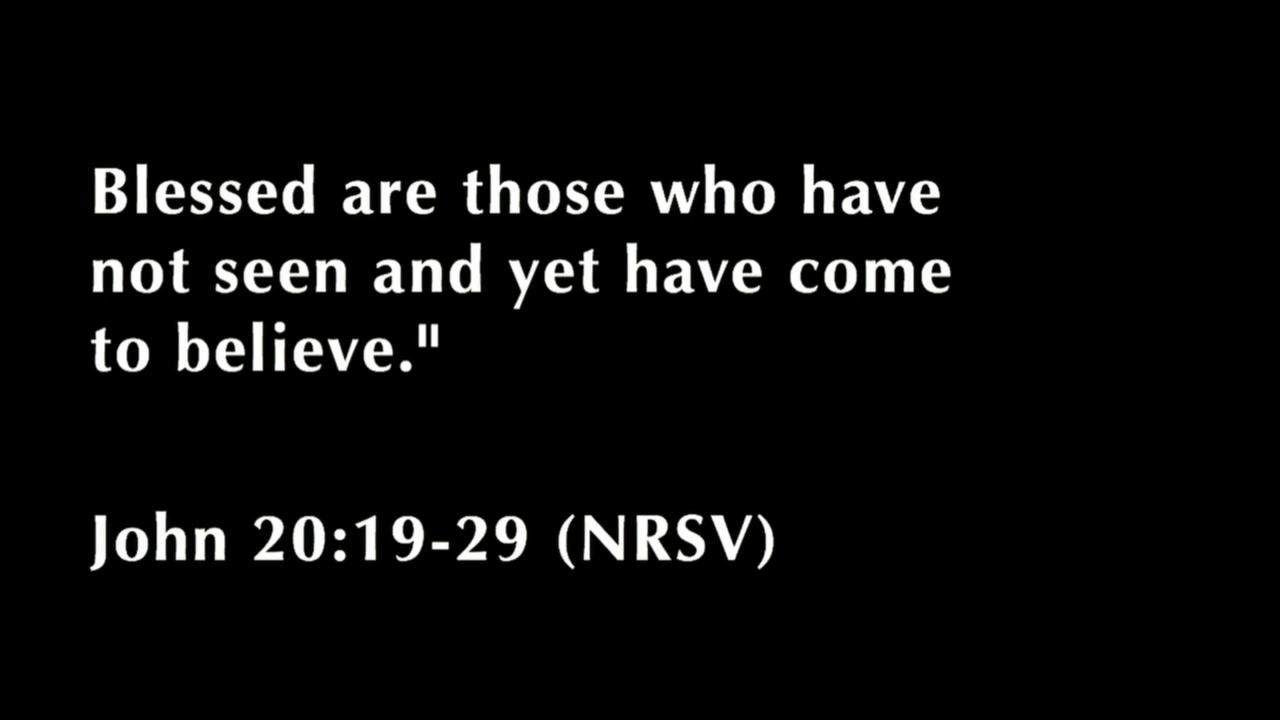 Blessed are those who have
not seen and yet have come
to believe."
John 20:19-29 (NRSV)